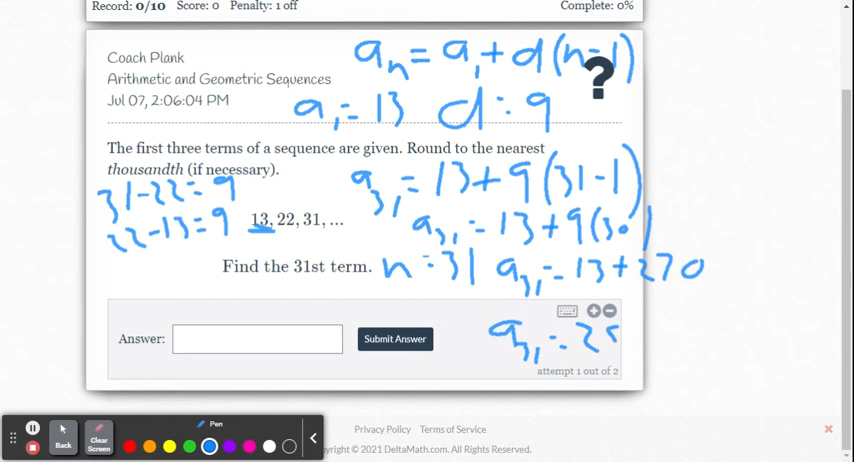 Record: 0/10 Score: 0 Penalty: 1 off Complete: 0%
Coach Plank
Arithmetic and Geometric Sequences
Jul 07, 2:06:04 PM
aₙ = a₁ + d(n-1)
?
a₁ = 13 d = 9
The first three terms of a sequence are given. Round to the nearest
thousandth (if necessary).
31-22=9
22-13=9
13, 22, 31, ...
a₃₁ = 13 + 9(31-1)
a₃₁ = 13 + 9(30)
Find the 31st term.
n = 31
a₃₁ = 13 + 270
Answer:
Submit Answer
a₃₁ = 2
attempt 1 out of 2
Pen
Back
Clear
Screen
Privacy Policy Terms of Service
yright © 2021 DeltaMath.com. All Rights Reserved.